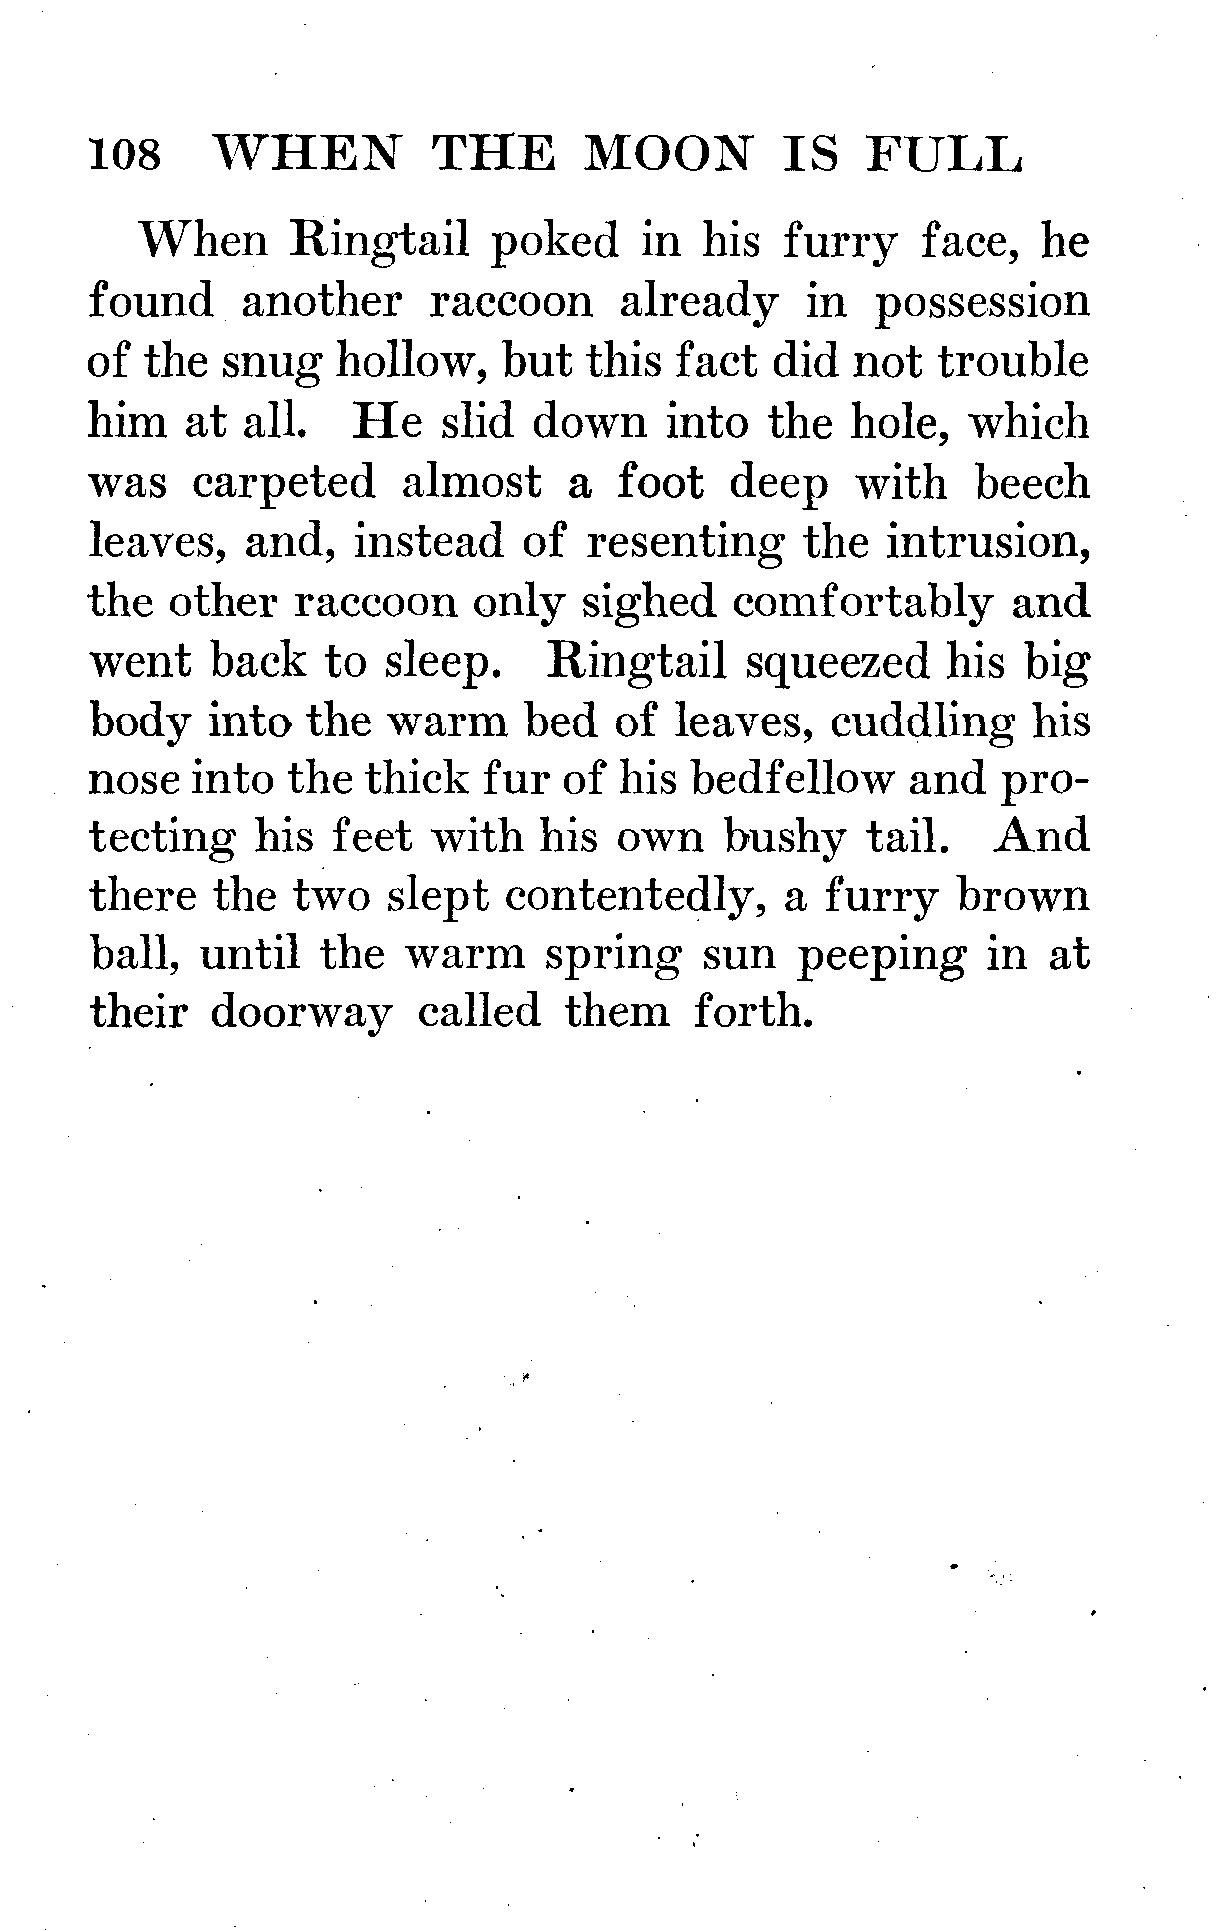 108 WHEN THE MOON IS FULL
When Ringtail poked in his furry face, he
found another raccoon already in possession
of the snug hollow, but this fact did not trouble
him at all. He slid down into the hole, which
was carpeted almost a foot deep with beech
leaves, and, instead of resenting the intrusion,
the other raccoon only sighed comfortably and
went back to sleep. Ringtail squeezed his big
body into the warm bed of leaves, cuddling his
nose into the thick fur of his bedfellow and pro-
tecting his feet with his own bushy tail. And
there the two slept contentedly, a furry brown
ball, until the warm spring sun peeping in at
their doorway called them forth.